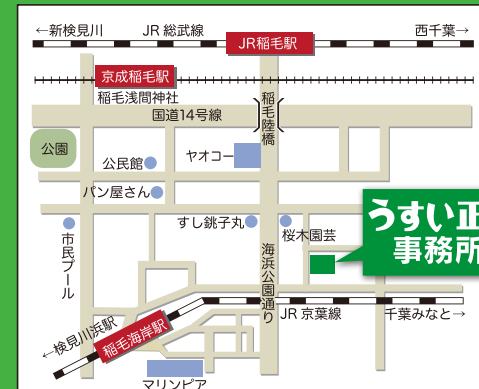 ←新検見川
JR 総武線
JR稲毛駅
西千葉→
京成稲毛駅
稲毛浅間神社
国道14号線
稲毛陸橋
公園
公民館
ヤオコー
パン屋さん
すし銚子丸
桜木園芸
うすい正
事務所
市民プール
海浜公園通り
←検見川浜駅
稲毛海岸駅
JR 京葉線
千葉みなと→
マリンピア